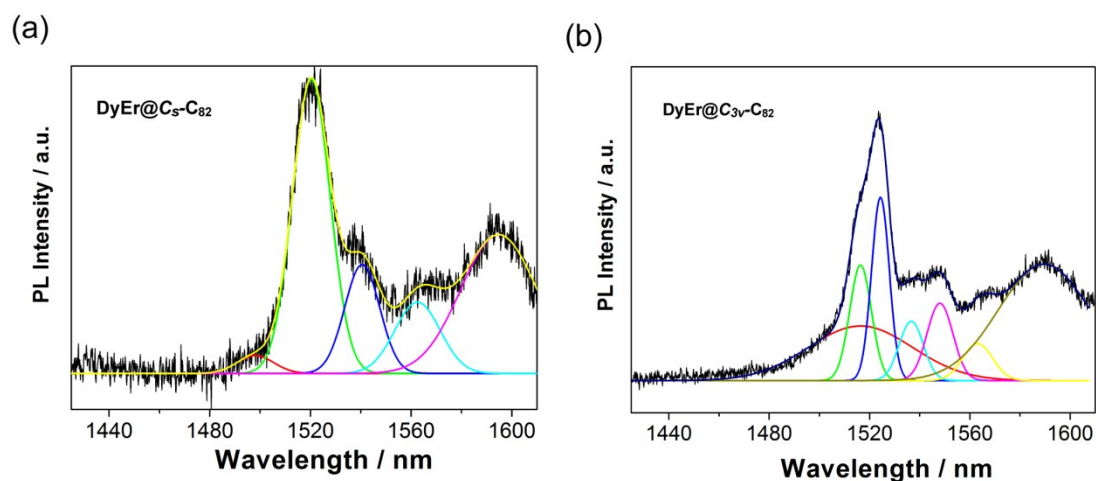 (a)
DyEr@Cs-C82
PL Intensity / a.u.
1440 1480 1520 1560 1600
Wavelength / nm
(b)
DyEr@C3v-C82
PL Intensity / a.u.
1440 1480 1520 1560 1600
Wavelength / nm